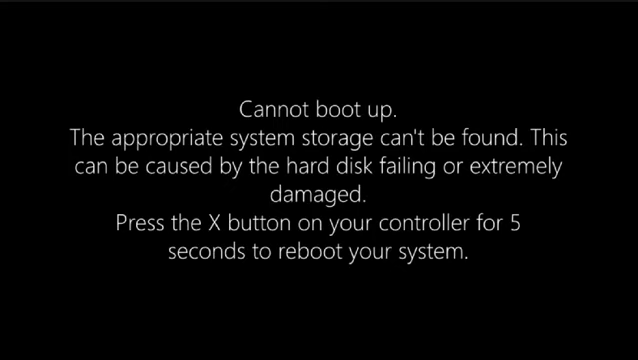 Cannot boot up.
The appropriate system storage can't be found. This
can be caused by the hard disk failing or extremely
damaged.
Press the X button on your controller for 5
seconds to reboot your system.